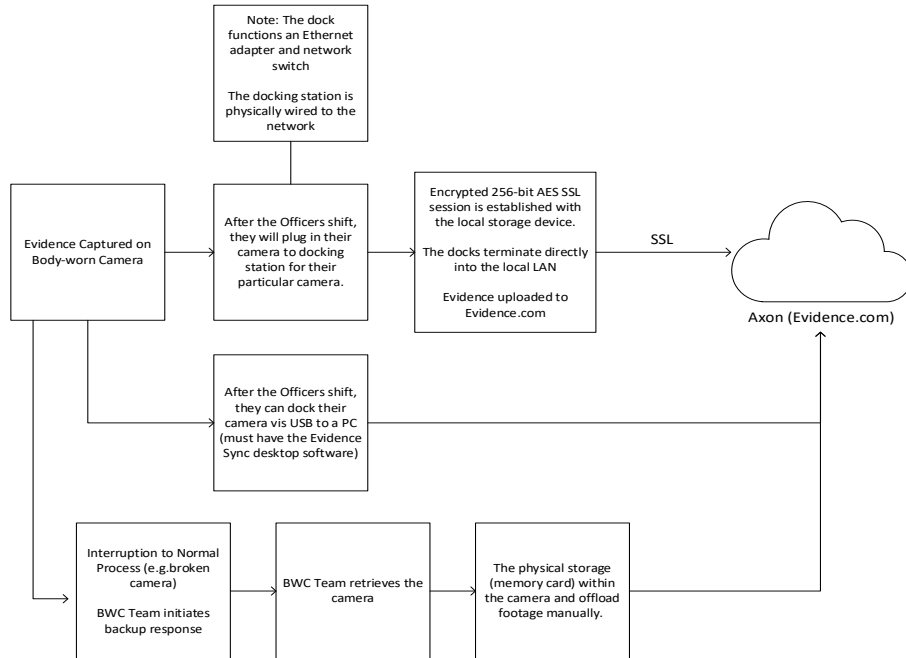 Note: The dock
functions an Ethernet
adapter and network
switch
The docking station is
physically wired to the
network
Evidence Captured on
Body-worn Camera
After the Officers shift,
they will plug in their
camera to docking
station for their
particular camera.
Encrypted 256-bit AES SSL
session is established with
the local storage device.
The docks terminate directly
into the local LAN
Evidence uploaded to
Evidence.com
SSL
Axon (Evidence.com)
After the Officers shift,
they can dock their
camera vis USB to a PC
(must have the Evidence
Sync desktop software)
Interruption to Normal
Process (e.g.broken
camera)
BWC Team initiates
backup response
BWC Team retrieves the
camera
The physical storage
(memory card) within
the camera and offload
footage manually.